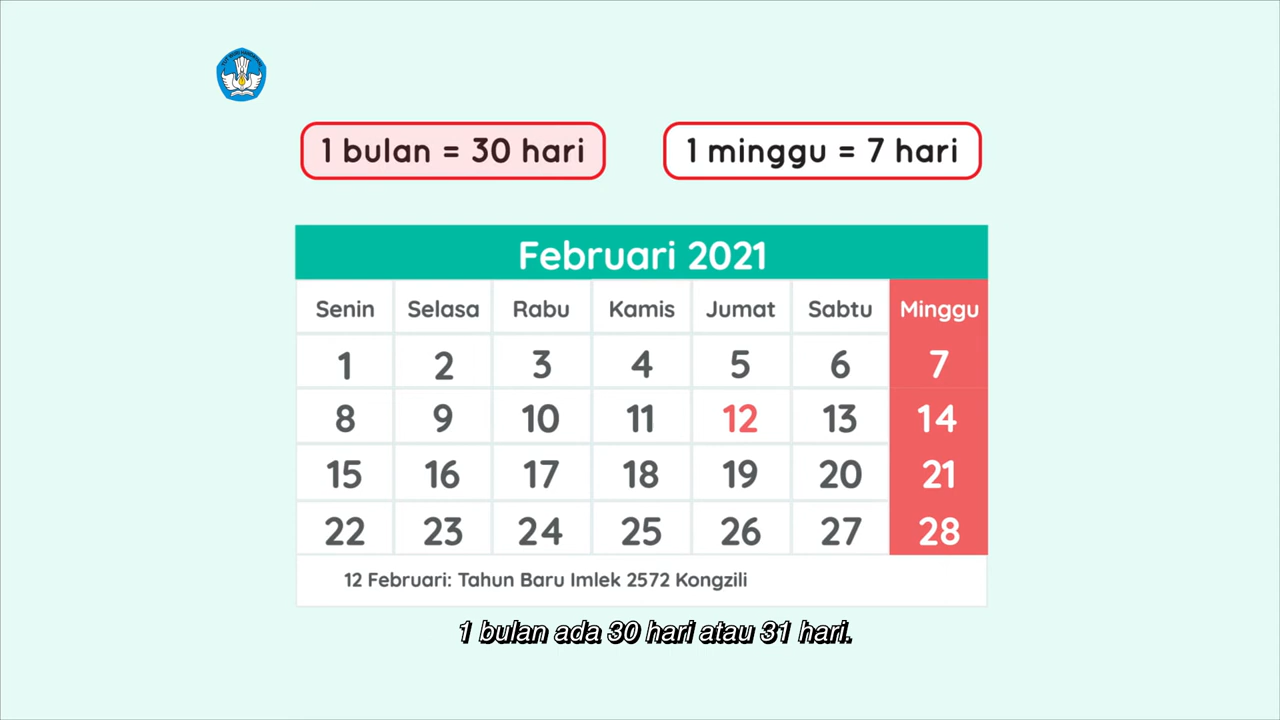 1 bulan = 30 hari
1 minggu = 7 hari
Februari 2021
Senin Selasa Rabu Kamis Jumat Sabtu Minggu
1 2 3 4 5 6 7
8 9 10 11 12 13 14
15 16 17 18 19 20 21
22 23 24 25 26 27 28
12 Februari: Tahun Baru Imlek 2572 Kongzili
1 bulan ada 30 hari atau 31 hari.